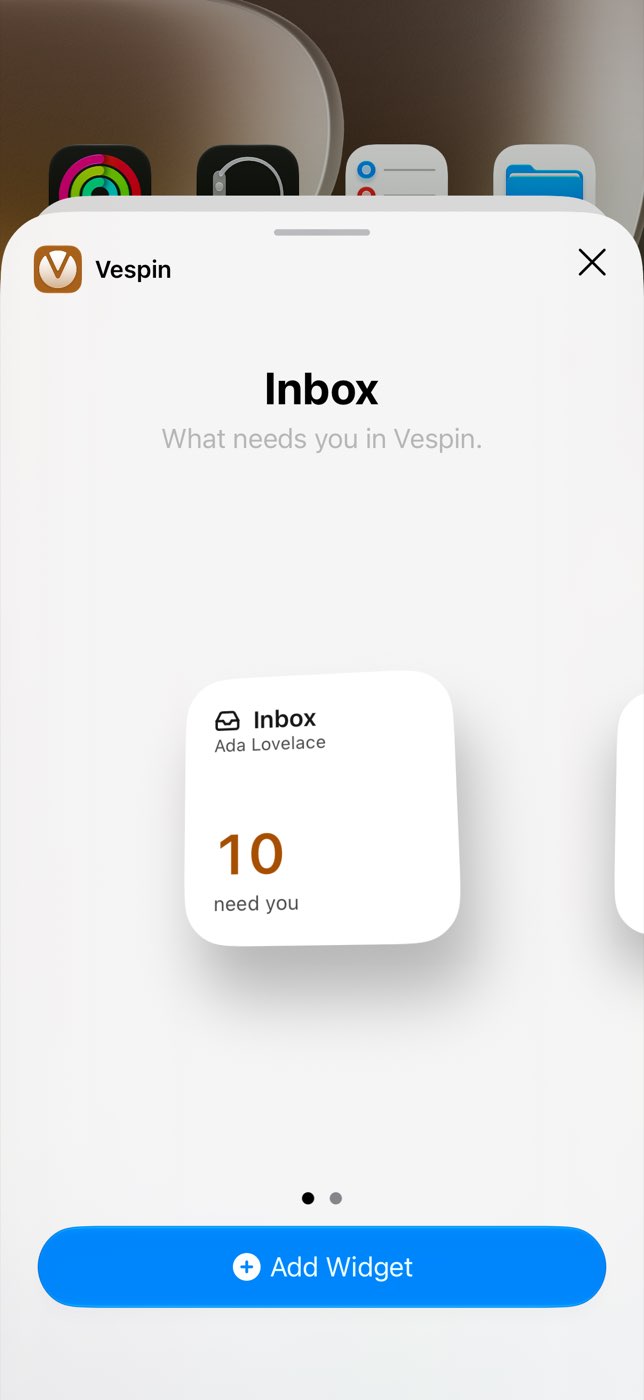 Vespin
Inbox
What needs you in Vespin.
Inbox
Ada Lovelace
10
need you
Add Widget